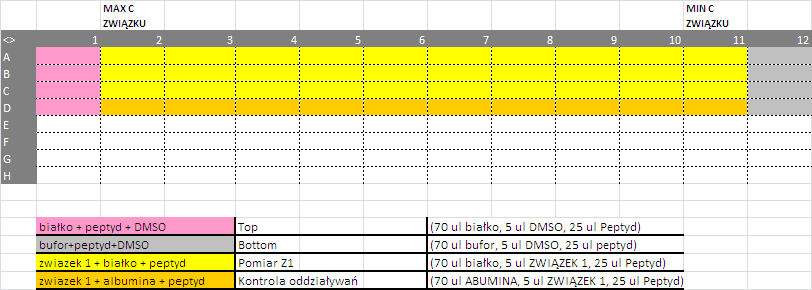 MAX C MIN C
ZWIĄZKU ZWIĄZKU
<> 1 2 3 4 5 6 7 8 9 10 11 12
A
B
C
D
E
F
G
H
białko + peptyd + DMSO Top (70 ul białko, 5 ul DMSO, 25 ul Peptyd)
bufor+peptyd+DMSO Bottom (70 ul bufor, 5 ul DMSO, 25 ul peptyd)
zwiazek 1 + białko + peptyd Pomiar Z1 (70 ul białko, 5 ul ZWIĄZEK 1, 25 ul Peptyd)
zwiazek 1 + albumina + peptyd Kontrola oddziaływań (70 ul ABUMINA, 5 ul ZWIĄZEK 1, 25 ul Peptyd)